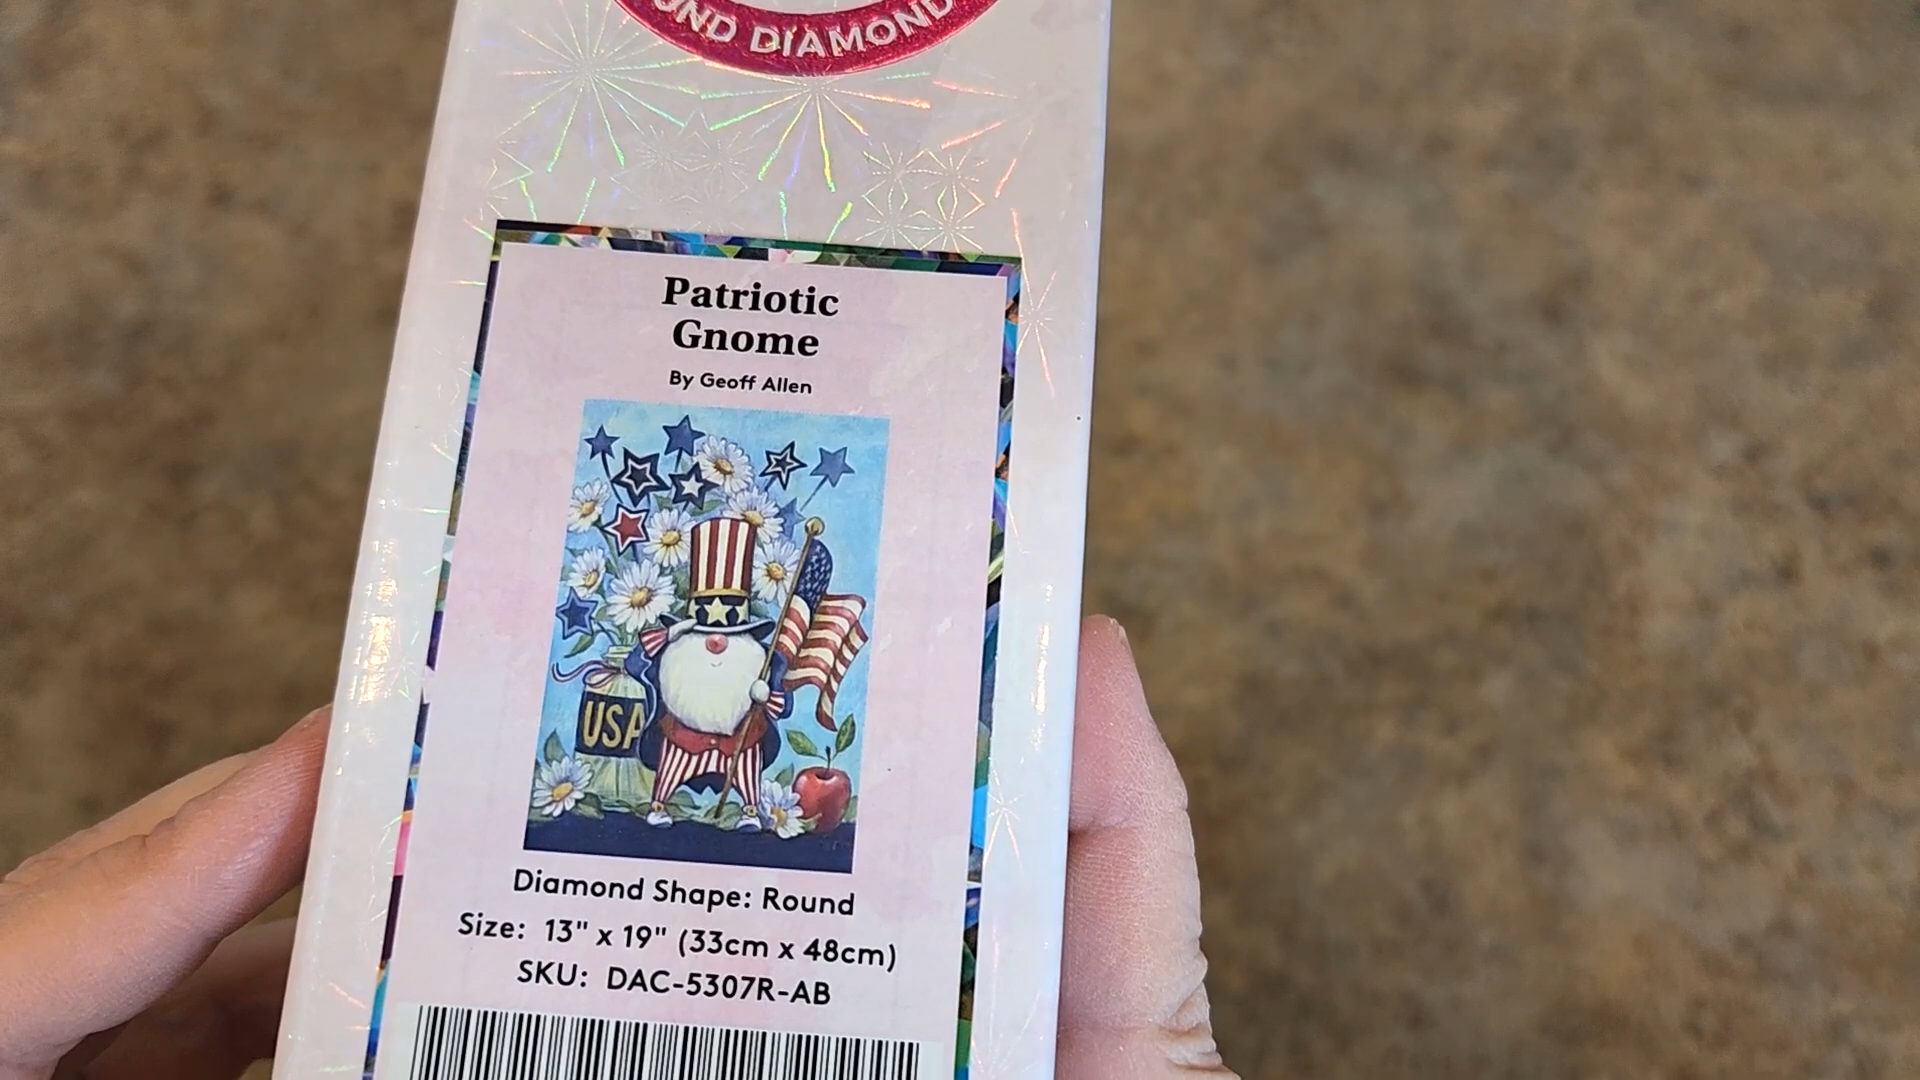 DIAMOND
Patriotic
Gnome
By Geoff Allen
USA
Diamond Shape: Round
Size: 13" x 19" (33cm x 48cm)
SKU: DAC-5307R-AB